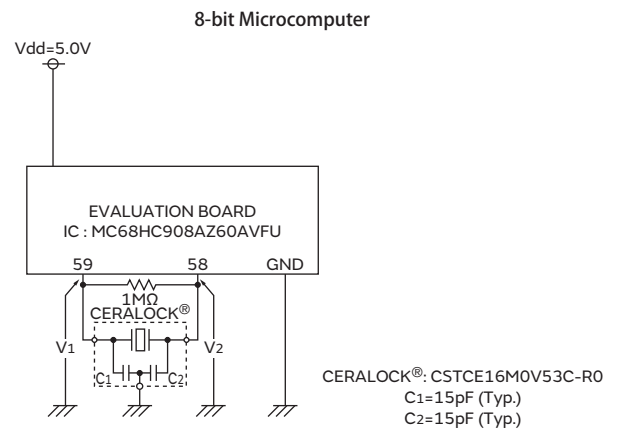 8-bit Microcomputer
Vdd=5.0V
EVALUATION BOARD
IC : MC68HC908AZ60AVFU
59 58 GND
1MΩ
CERALOCK®
V1 V2
C1 C2
CERALOCK®: CSTCE16M0V53C-R0
C1=15pF (Typ.)
C2=15pF (Typ.)